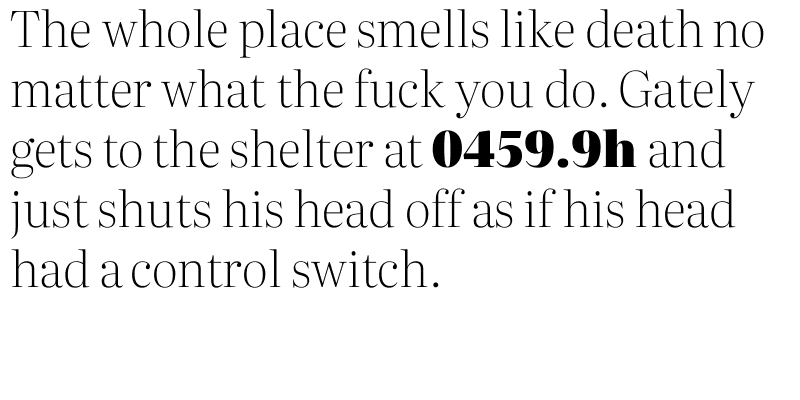 The whole place smells like death no
matter what the fuck you do. Gately
gets to the shelter at 0459.9h and
just shuts his head off as if his head
had a control switch.